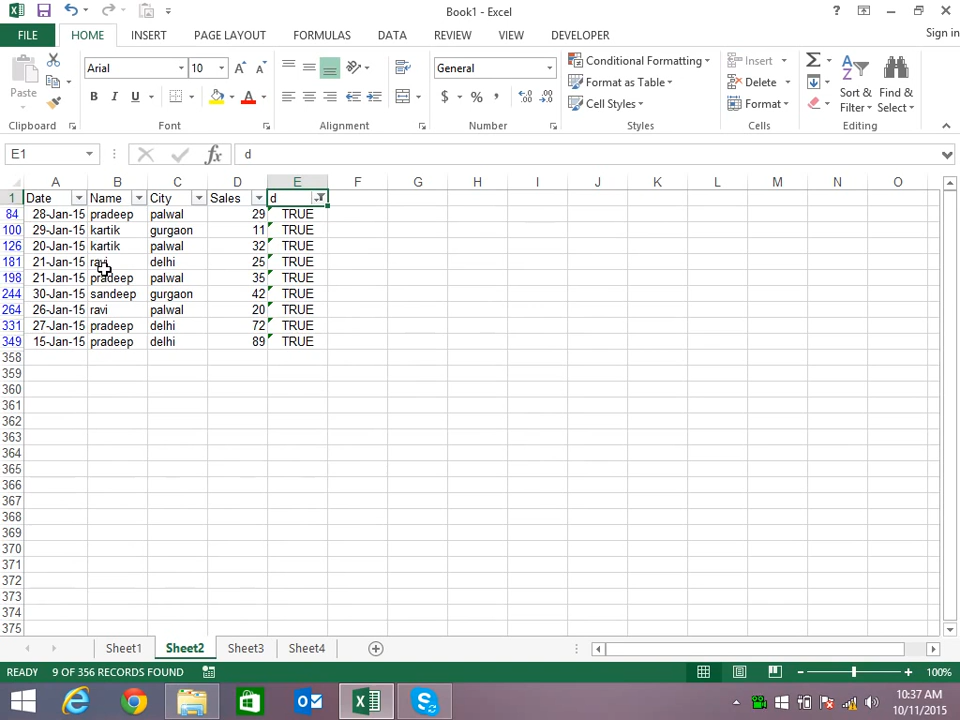 Book1 - Excel
Sign in
FILE HOME INSERT PAGE LAYOUT FORMULAS DATA REVIEW VIEW DEVELOPER
Paste
Clipboard
Arial 10
B I U
A
Font
Alignment
General
$ % ,
Number
Conditional Formatting
Format as Table
Cell Styles
Styles
Insert
Delete
Format
Cells
Sort & Filter
Find & Select
Editing
E1 fx d
A B C D E F G H I J K L M N O
1 Date Name City Sales d
84 28-Jan-15 pradeep palwal 29 TRUE
100 29-Jan-15 kartik gurgaon 11 TRUE
126 20-Jan-15 kartik palwal 32 TRUE
181 21-Jan-15 ravi delhi 25 TRUE
198 21-Jan-15 pradeep palwal 35 TRUE
244 30-Jan-15 sandeep gurgaon 42 TRUE
264 26-Jan-15 ravi palwal 20 TRUE
331 27-Jan-15 pradeep delhi 72 TRUE
349 15-Jan-15 pradeep delhi 89 TRUE
358
359
360
361
362
363
364
365
366
367
368
369
370
371
372
373
374
375
Sheet1 Sheet2 Sheet3 Sheet4
READY 9 OF 356 RECORDS FOUND 100%
10:37 AM
10/11/2015